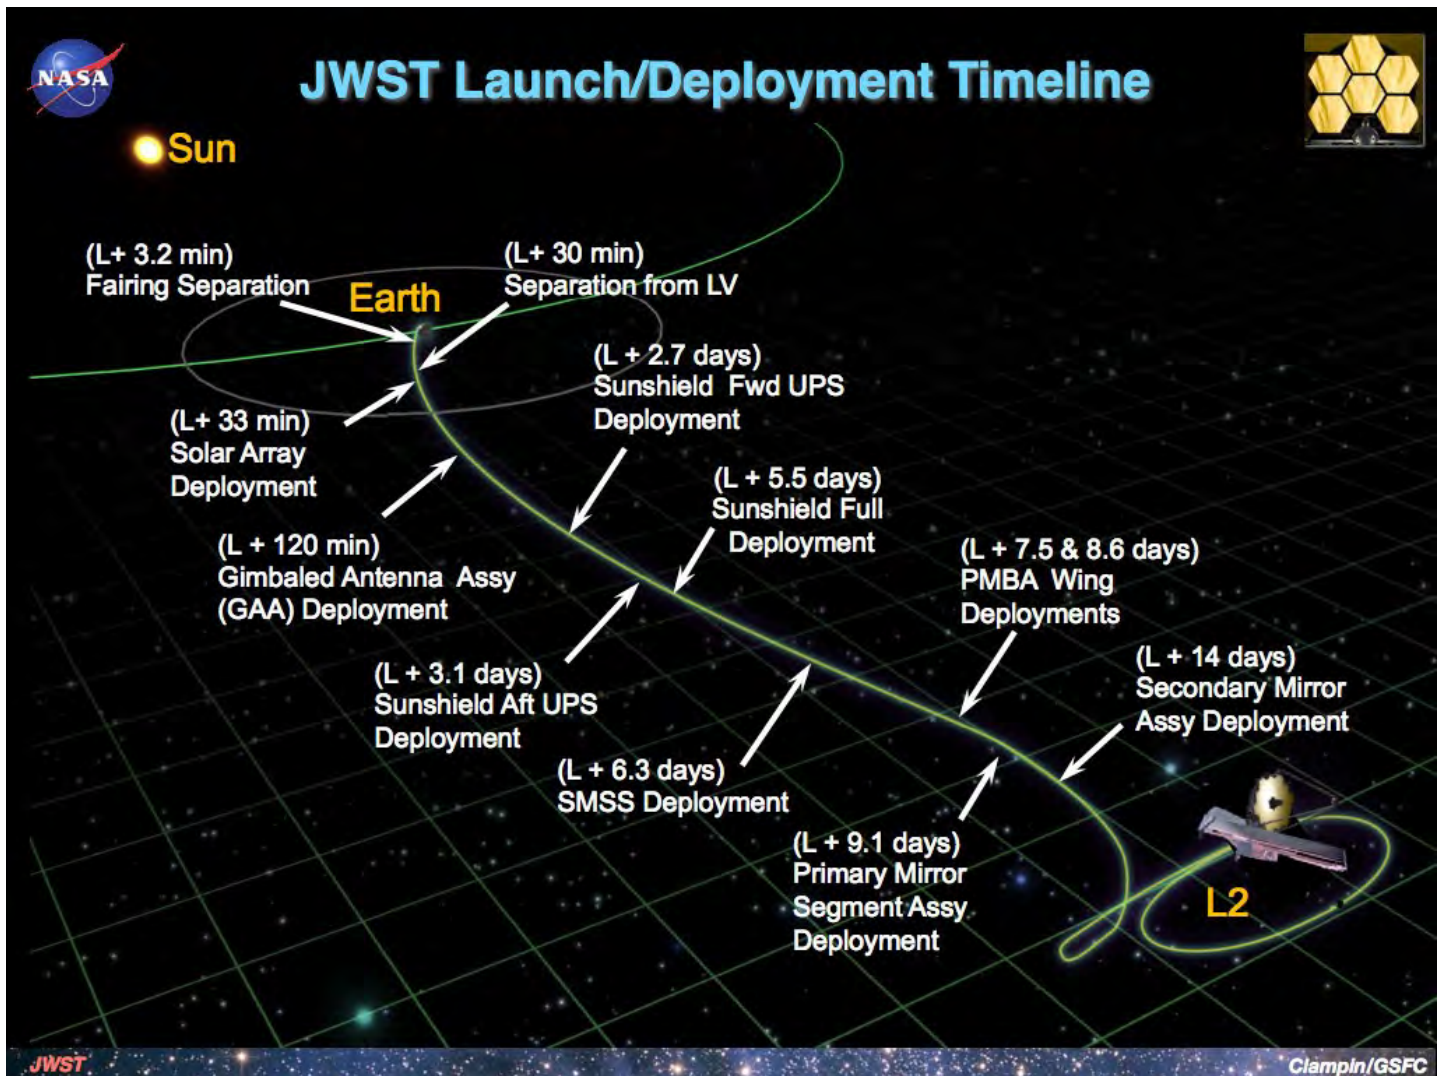 NASA
JWST Launch/Deployment Timeline
Sun
(L+ 3.2 min)
Fairing Separation
(L+ 30 min)
Separation from LV
Earth
(L + 2.7 days)
Sunshield Fwd UPS
Deployment
(L+ 33 min)
Solar Array
Deployment
(L + 5.5 days)
Sunshield Full
Deployment
(L + 120 min)
Gimbaled Antenna Assy
(GAA) Deployment
(L + 7.5 & 8.6 days)
PMBA Wing
Deployments
(L + 3.1 days)
Sunshield Aft UPS
Deployment
(L + 14 days)
Secondary Mirror
Assy Deployment
(L + 6.3 days)
SMSS Deployment
(L + 9.1 days)
Primary Mirror
Segment Assy
Deployment
L2
JWST
Clampin/GSFC